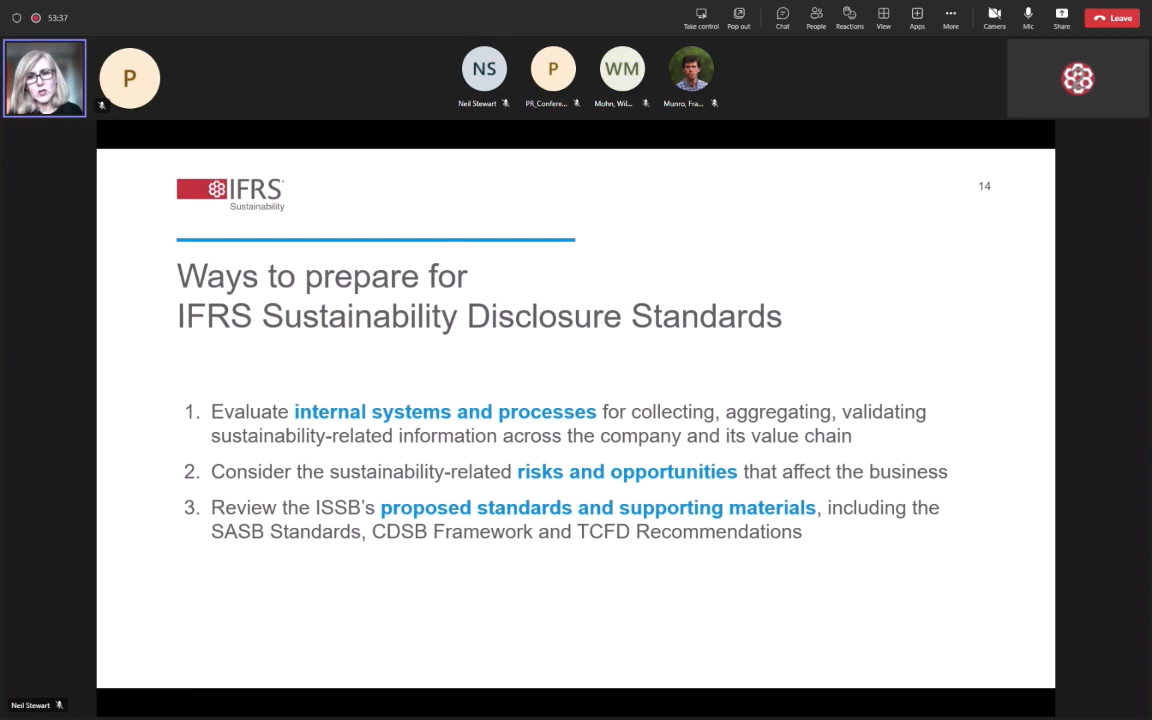 53:37
Take control
Pop out
Chat
People
Reactions
View
Apps
More
Camera
Mic
Share
Leave
P
NS
P
WM
Neil Stewart
PR_Confere...
Mohn, Wil...
Munro, Fra...
IFRS
Sustainability
14
Ways to prepare for
IFRS Sustainability Disclosure Standards
1. Evaluate internal systems and processes for collecting, aggregating, validating
sustainability-related information across the company and its value chain
2. Consider the sustainability-related risks and opportunities that affect the business
3. Review the ISSB’s proposed standards and supporting materials, including the
SASB Standards, CDSB Framework and TCFD Recommendations
Neil Stewart